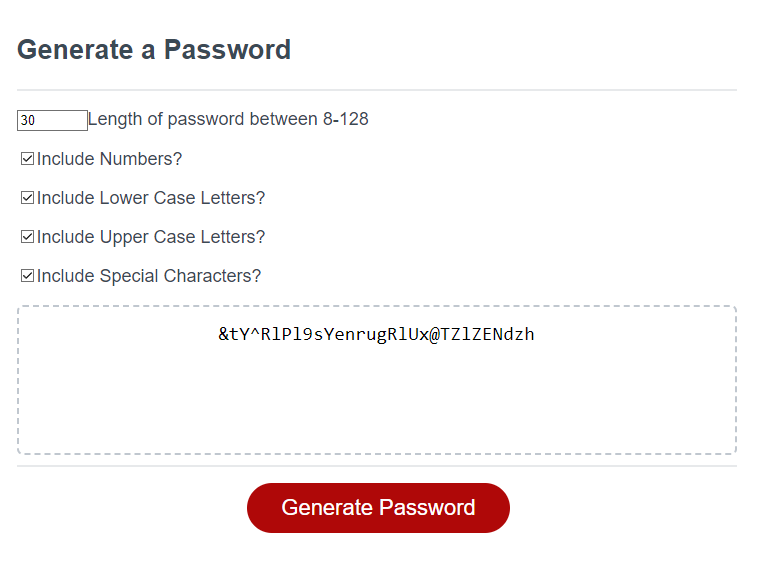 Generate a Password
30 Length of password between 8-128
Include Numbers?
Include Lower Case Letters?
Include Upper Case Letters?
Include Special Characters?
&tY^RlPl9sYenrugRlUx@TZlZENdzh
Generate Password